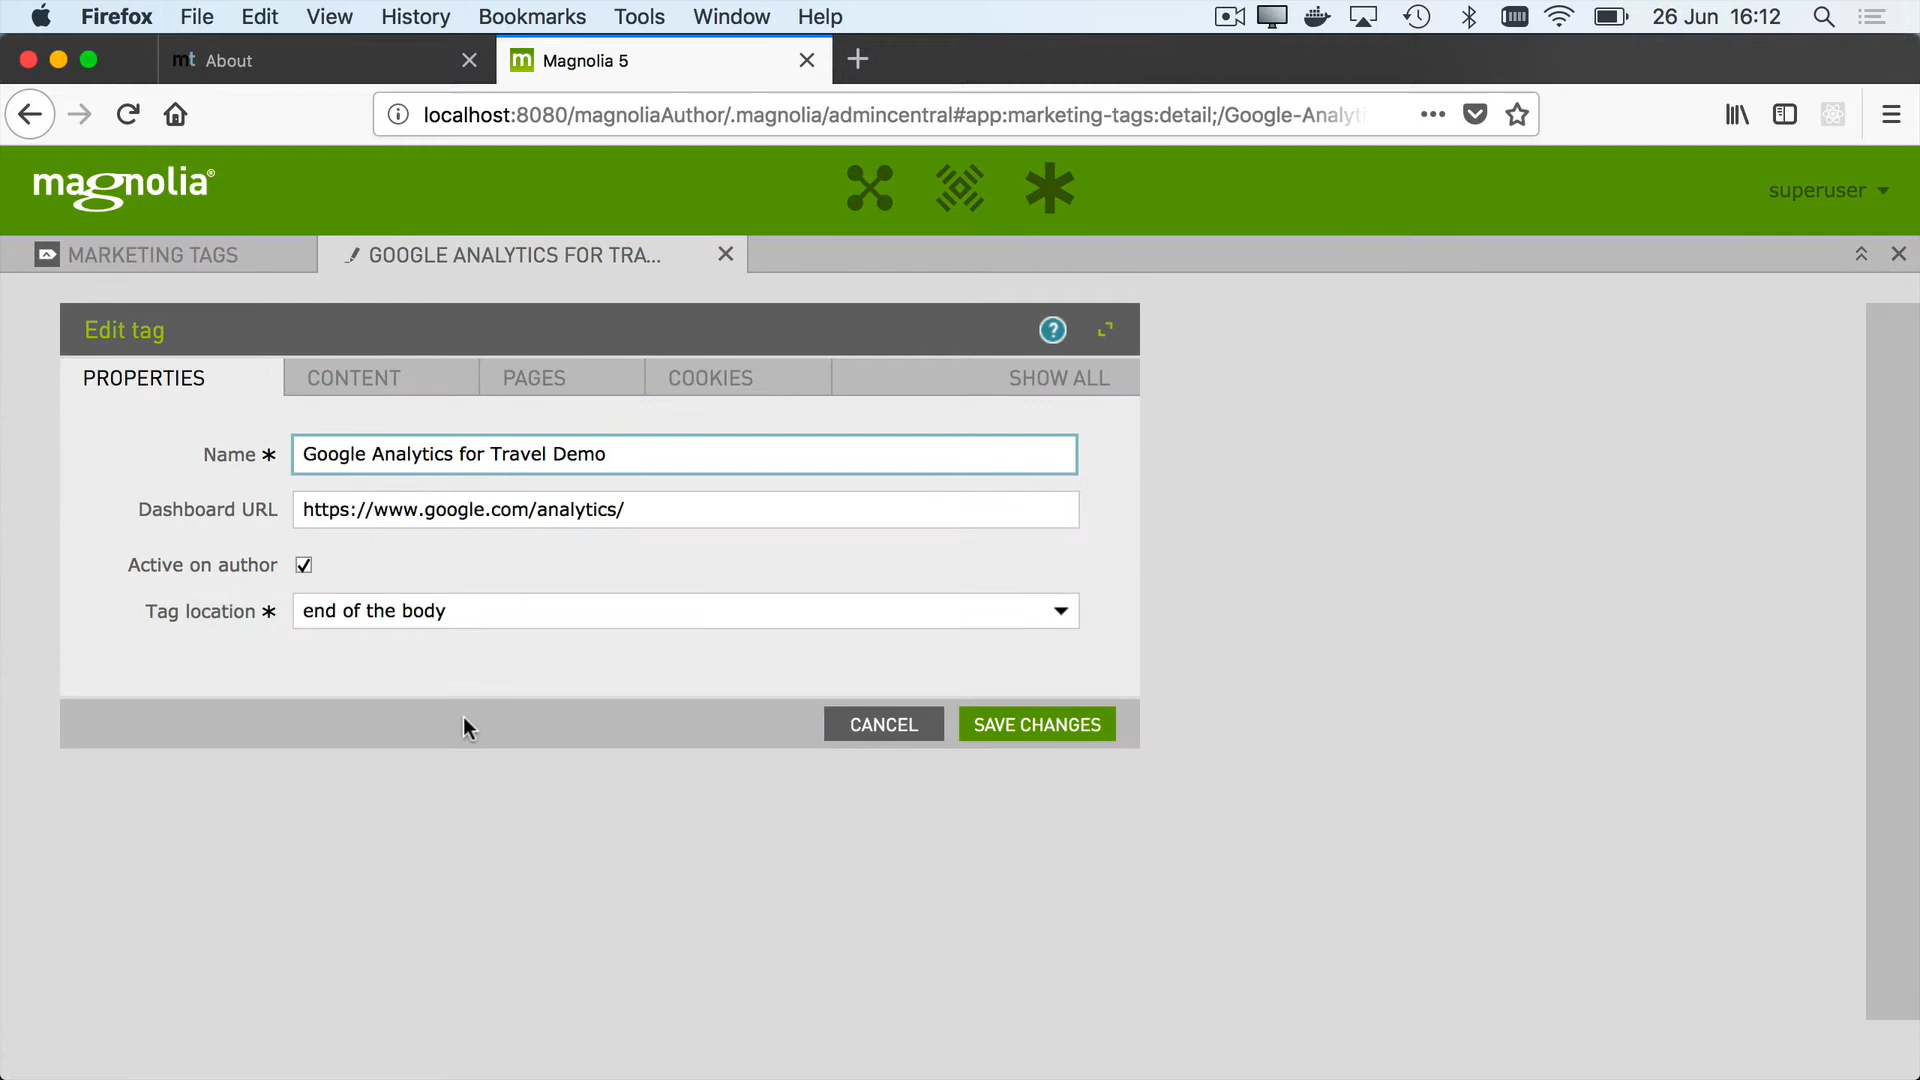 Firefox File Edit View History Bookmarks Tools Window Help 26 Jun 16:12
mt About m Magnolia 5
localhost:8080/magnoliaAuthor/.magnolia/admincentral#app:marketing-tags:detail;/Google-Analyti
magnolia® superuser
MARKETING TAGS GOOGLE ANALYTICS FOR TRA...
Edit tag ?
PROPERTIES CONTENT PAGES COOKIES SHOW ALL
Name * Google Analytics for Travel Demo
Dashboard URL https://www.google.com/analytics/
Active on author
Tag location * end of the body
CANCEL SAVE CHANGES